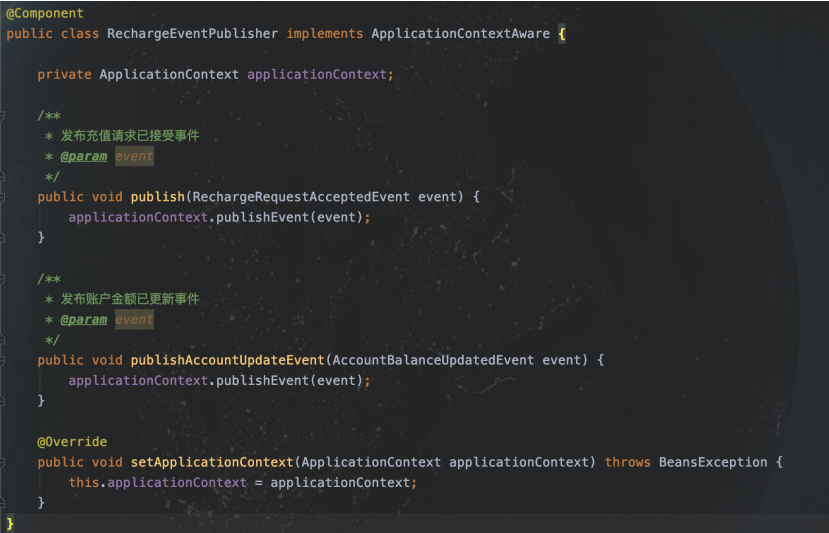 @Component
public class RechargeEventPublisher implements ApplicationContextAware {
    private ApplicationContext applicationContext;
    /**
     * 发布充值请求已接受事件
     * @param event
     */
    public void publish(RechargeRequestAcceptedEvent event) {
        applicationContext.publishEvent(event);
    }
    /**
     * 发布账户金额已更新事件
     * @param event
     */
    public void publishAccountUpdateEvent(AccountBalanceUpdatedEvent event) {
        applicationContext.publishEvent(event);
    }
    @Override
    public void setApplicationContext(ApplicationContext applicationContext) throws BeansException {
        this.applicationContext = applicationContext;
    }
}